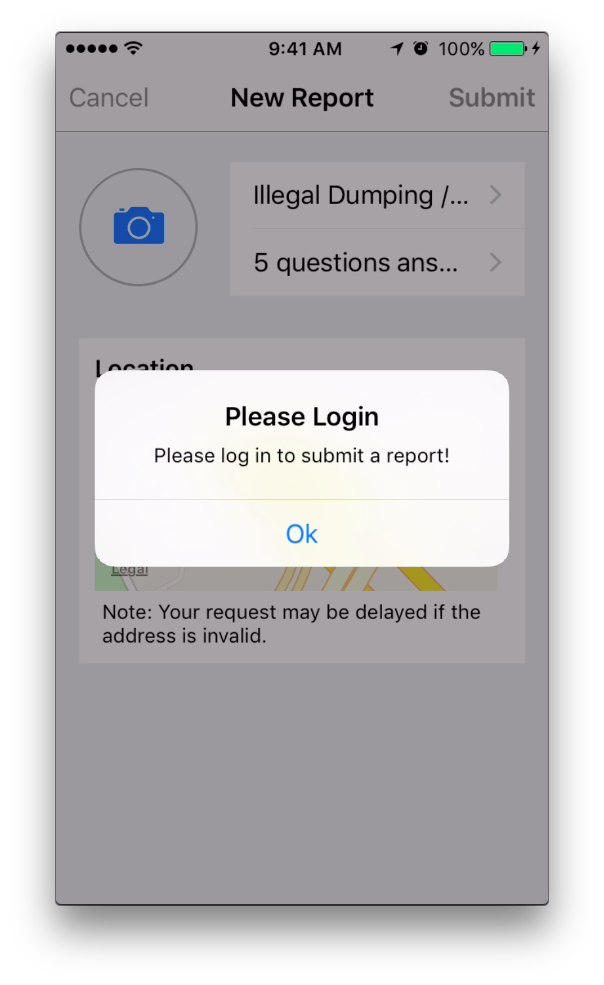 9:41 AM 100%
Cancel New Report Submit
Illegal Dumping /...
5 questions ans...
Location
Please Login
Please log in to submit a report!
Ok
Legal
Note: Your request may be delayed if the
address is invalid.